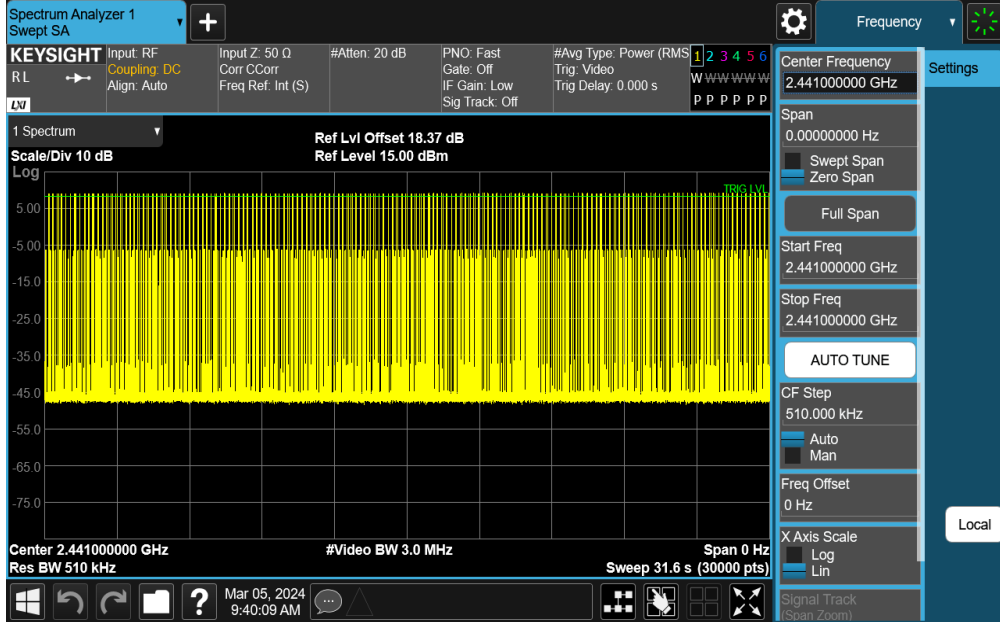 Spectrum Analyzer 1
Swept SA
+
Frequency
KEYSIGHT
RL
LXI
Input: RF
Coupling: DC
Align: Auto
Input Z: 50 Ω
Corr CCorr
Freq Ref: Int (S)
#Atten: 20 dB
PNO: Fast
Gate: Off
IF Gain: Low
Sig Track: Off
#Avg Type: Power (RMS
Trig: Video
Trig Delay: 0.000 s
1 2 3 4 5 6
W W W W W W
P P P P P P
1 Spectrum
Scale/Div 10 dB
Log
Ref Lvl Offset 18.37 dB
Ref Level 15.00 dBm
TRIG LVL
5.00
-5.00
-15.0
-25.0
-35.0
-45.0
-55.0
-65.0
-75.0
Center 2.441000000 GHz
Res BW 510 kHz
#Video BW 3.0 MHz
Span 0 Hz
Sweep 31.6 s (30000 pts)
Center Frequency
2.441000000 GHz
Span
0.00000000 Hz
Swept Span
Zero Span
Full Span
Start Freq
2.441000000 GHz
Stop Freq
2.441000000 GHz
AUTO TUNE
CF Step
510.000 kHz
Auto
Man
Freq Offset
0 Hz
X Axis Scale
Log
Lin
Signal Track
(Span Zoom)
Settings
Local
?
Mar 05, 2024
9:40:09 AM